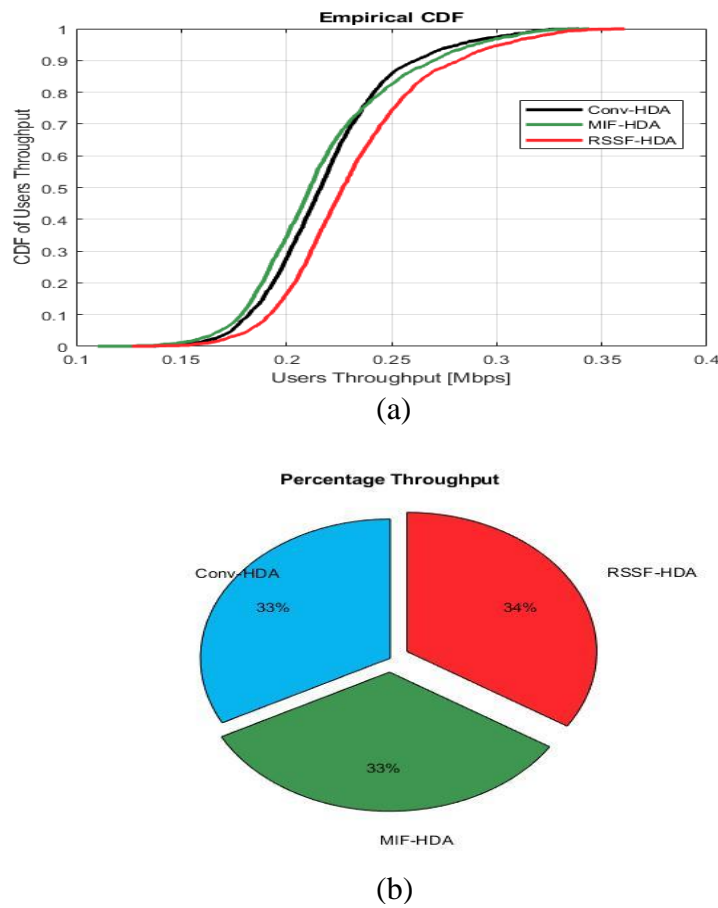 Empirical CDF
1
0.9
0.8
0.7
0.6
0.5
0.4
0.3
0.2
0.1
0
CDF of Users Throughput
Conv-HDA
MIF-HDA
RSSF-HDA
0.1 0.15 0.2 0.25 0.3 0.35 0.4
Users Throughput [Mbps]
(a)
Percentage Throughput
Conv-HDA
RSSF-HDA
33%
34%
33%
MIF-HDA
(b)